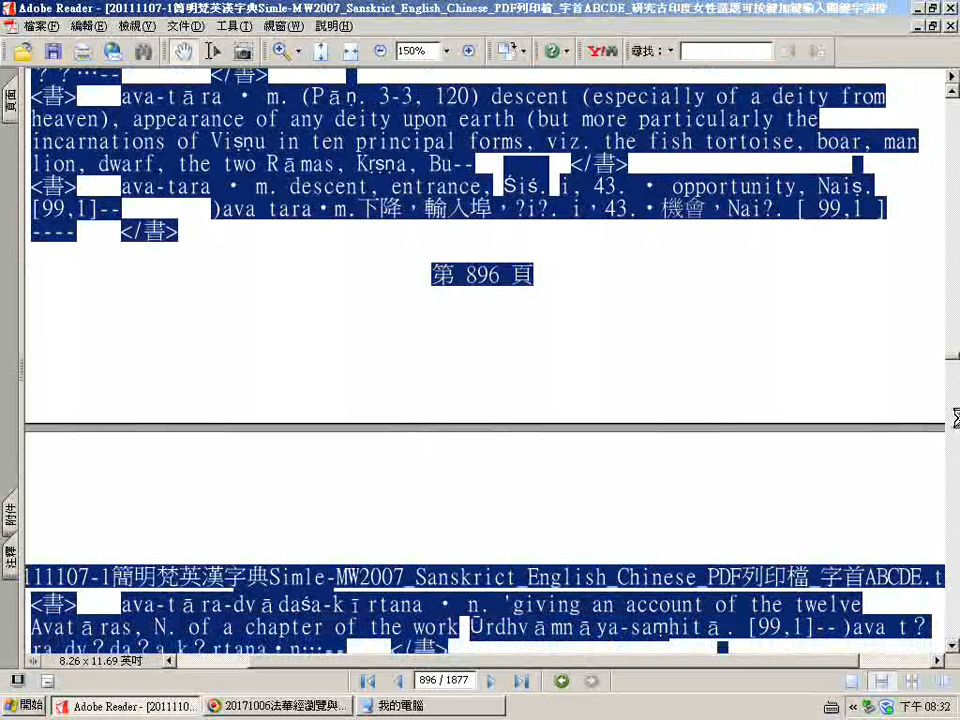 Adobe Reader - [20111107-1簡明梵英漢字典Simle-MW2007_Sanskrict_English_Chinese_PDF列印檔_字首ABCDE_研究古印度女性議題可按鍵
檔案(F) 編輯(E) 檢視(V) 文件(D) 工具(T) 視窗(W) 說明(H)
150% Y! 尋找：
頁面
? ?…-- </書>
<書> ava-tāra • m. (Pāṇ. 3-3, 120) descent (especially of a deity from
heaven), appearance of any deity upon earth (but more particularly the
incarnations of Viṣṇu in ten principal forms, viz. the fish tortoise, boar, man
lion, dwarf, the two Rāmas, Kṛṣṇa, Bu-- </書>
<書> ava-tara • m. descent, entrance, Śiś. i, 43. • opportunity, Naiṣ.
[99,1]-- )ava tara•m.下降，輸入埠，?i?. i，43.•機會，Nai?. [ 99,1 ]
---- </書>
第 896 頁
附件
註釋
111107-1簡明梵英漢字典Simle-MW2007_Sanskrict_English_Chinese_PDF列印檔_字首ABCDE.t
<書> ava-tāra-dvādaśa-kīrtana • n. 'giving an account of the twelve
Avatāras, N. of a chapter of the work Ūrdhvāmnāya-saṃhitā. [99,1]-- )ava t?
ra dv?da?a k?rtana•n…-- </書>
8.26 x 11.69 英吋
896 / 1877
開始 Adobe Reader - [2011110... 20171006法華經瀏覽與... 我的電腦 下午 08:32